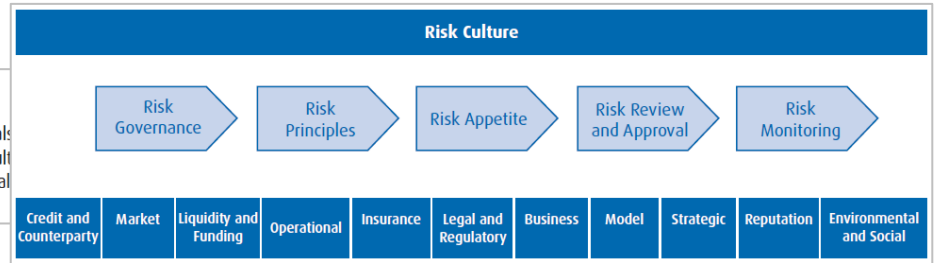 Risk Culture
Risk
Governance
Risk
Principles
Risk Appetite
Risk Review
and Approval
Risk
Monitoring
Credit and
Counterparty
Market
Liquidity and
Funding
Operational
Insurance
Legal and
Regulatory
Business
Model
Strategic
Reputation
Environmental
and Social